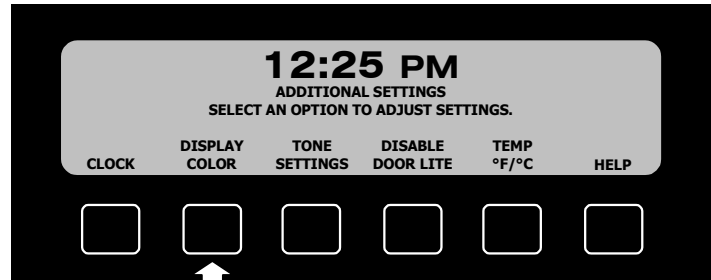 12:25 PM
ADDITIONAL SETTINGS
SELECT AN OPTION TO ADJUST SETTINGS.
CLOCK
DISPLAY
COLOR
TONE
SETTINGS
DISABLE
DOOR LITE
TEMP
°F/°C
HELP